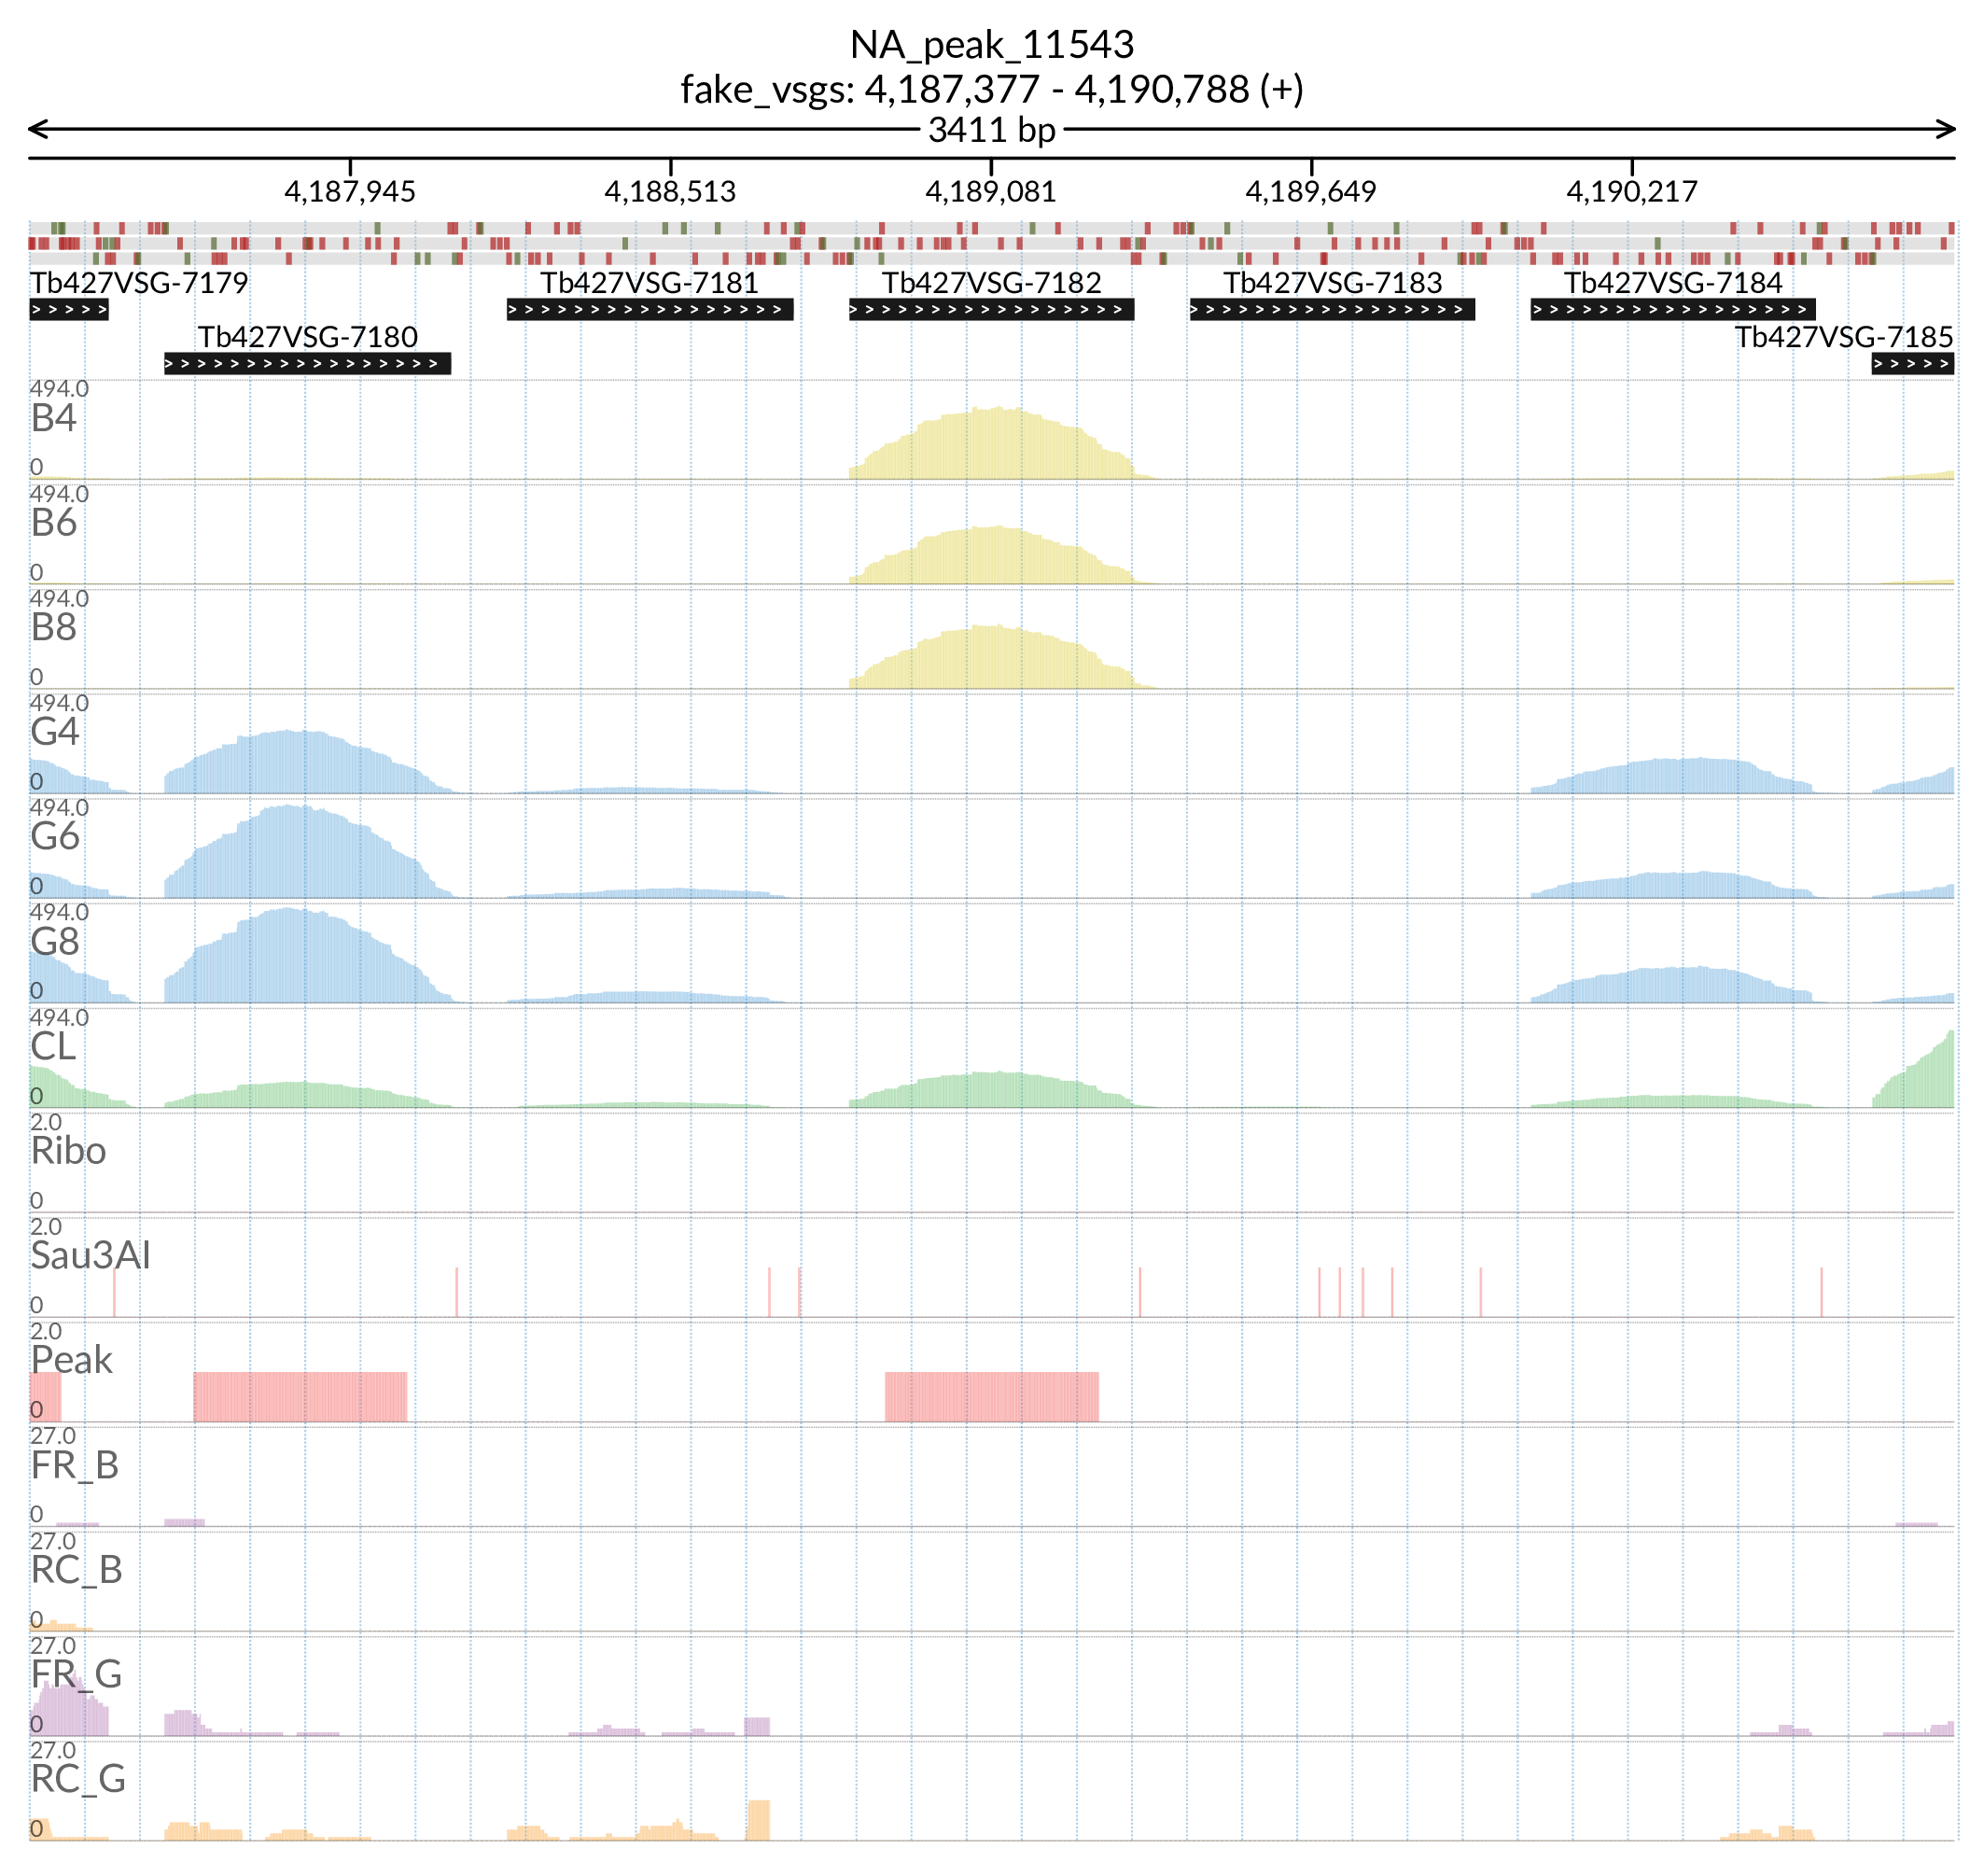 NA_peak_11543
fake_vsgs: 4,187,377 - 4,190,788 (+)
3411 bp
4,187,945 4,188,513 4,189,081 4,189,649 4,190,217
Tb427VSG-7179 Tb427VSG-7181 Tb427VSG-7182 Tb427VSG-7183 Tb427VSG-7184
Tb427VSG-7180 Tb427VSG-7185
494.0
B4
0
494.0
B6
0
494.0
B8
0
494.0
G4
0
494.0
G6
0
494.0
G8
0
494.0
CL
0
2.0
Ribo
0
2.0
Sau3AI
0
2.0
Peak
0
27.0
FR_B
0
27.0
RC_B
0
27.0
FR_G
0
27.0
RC_G
0